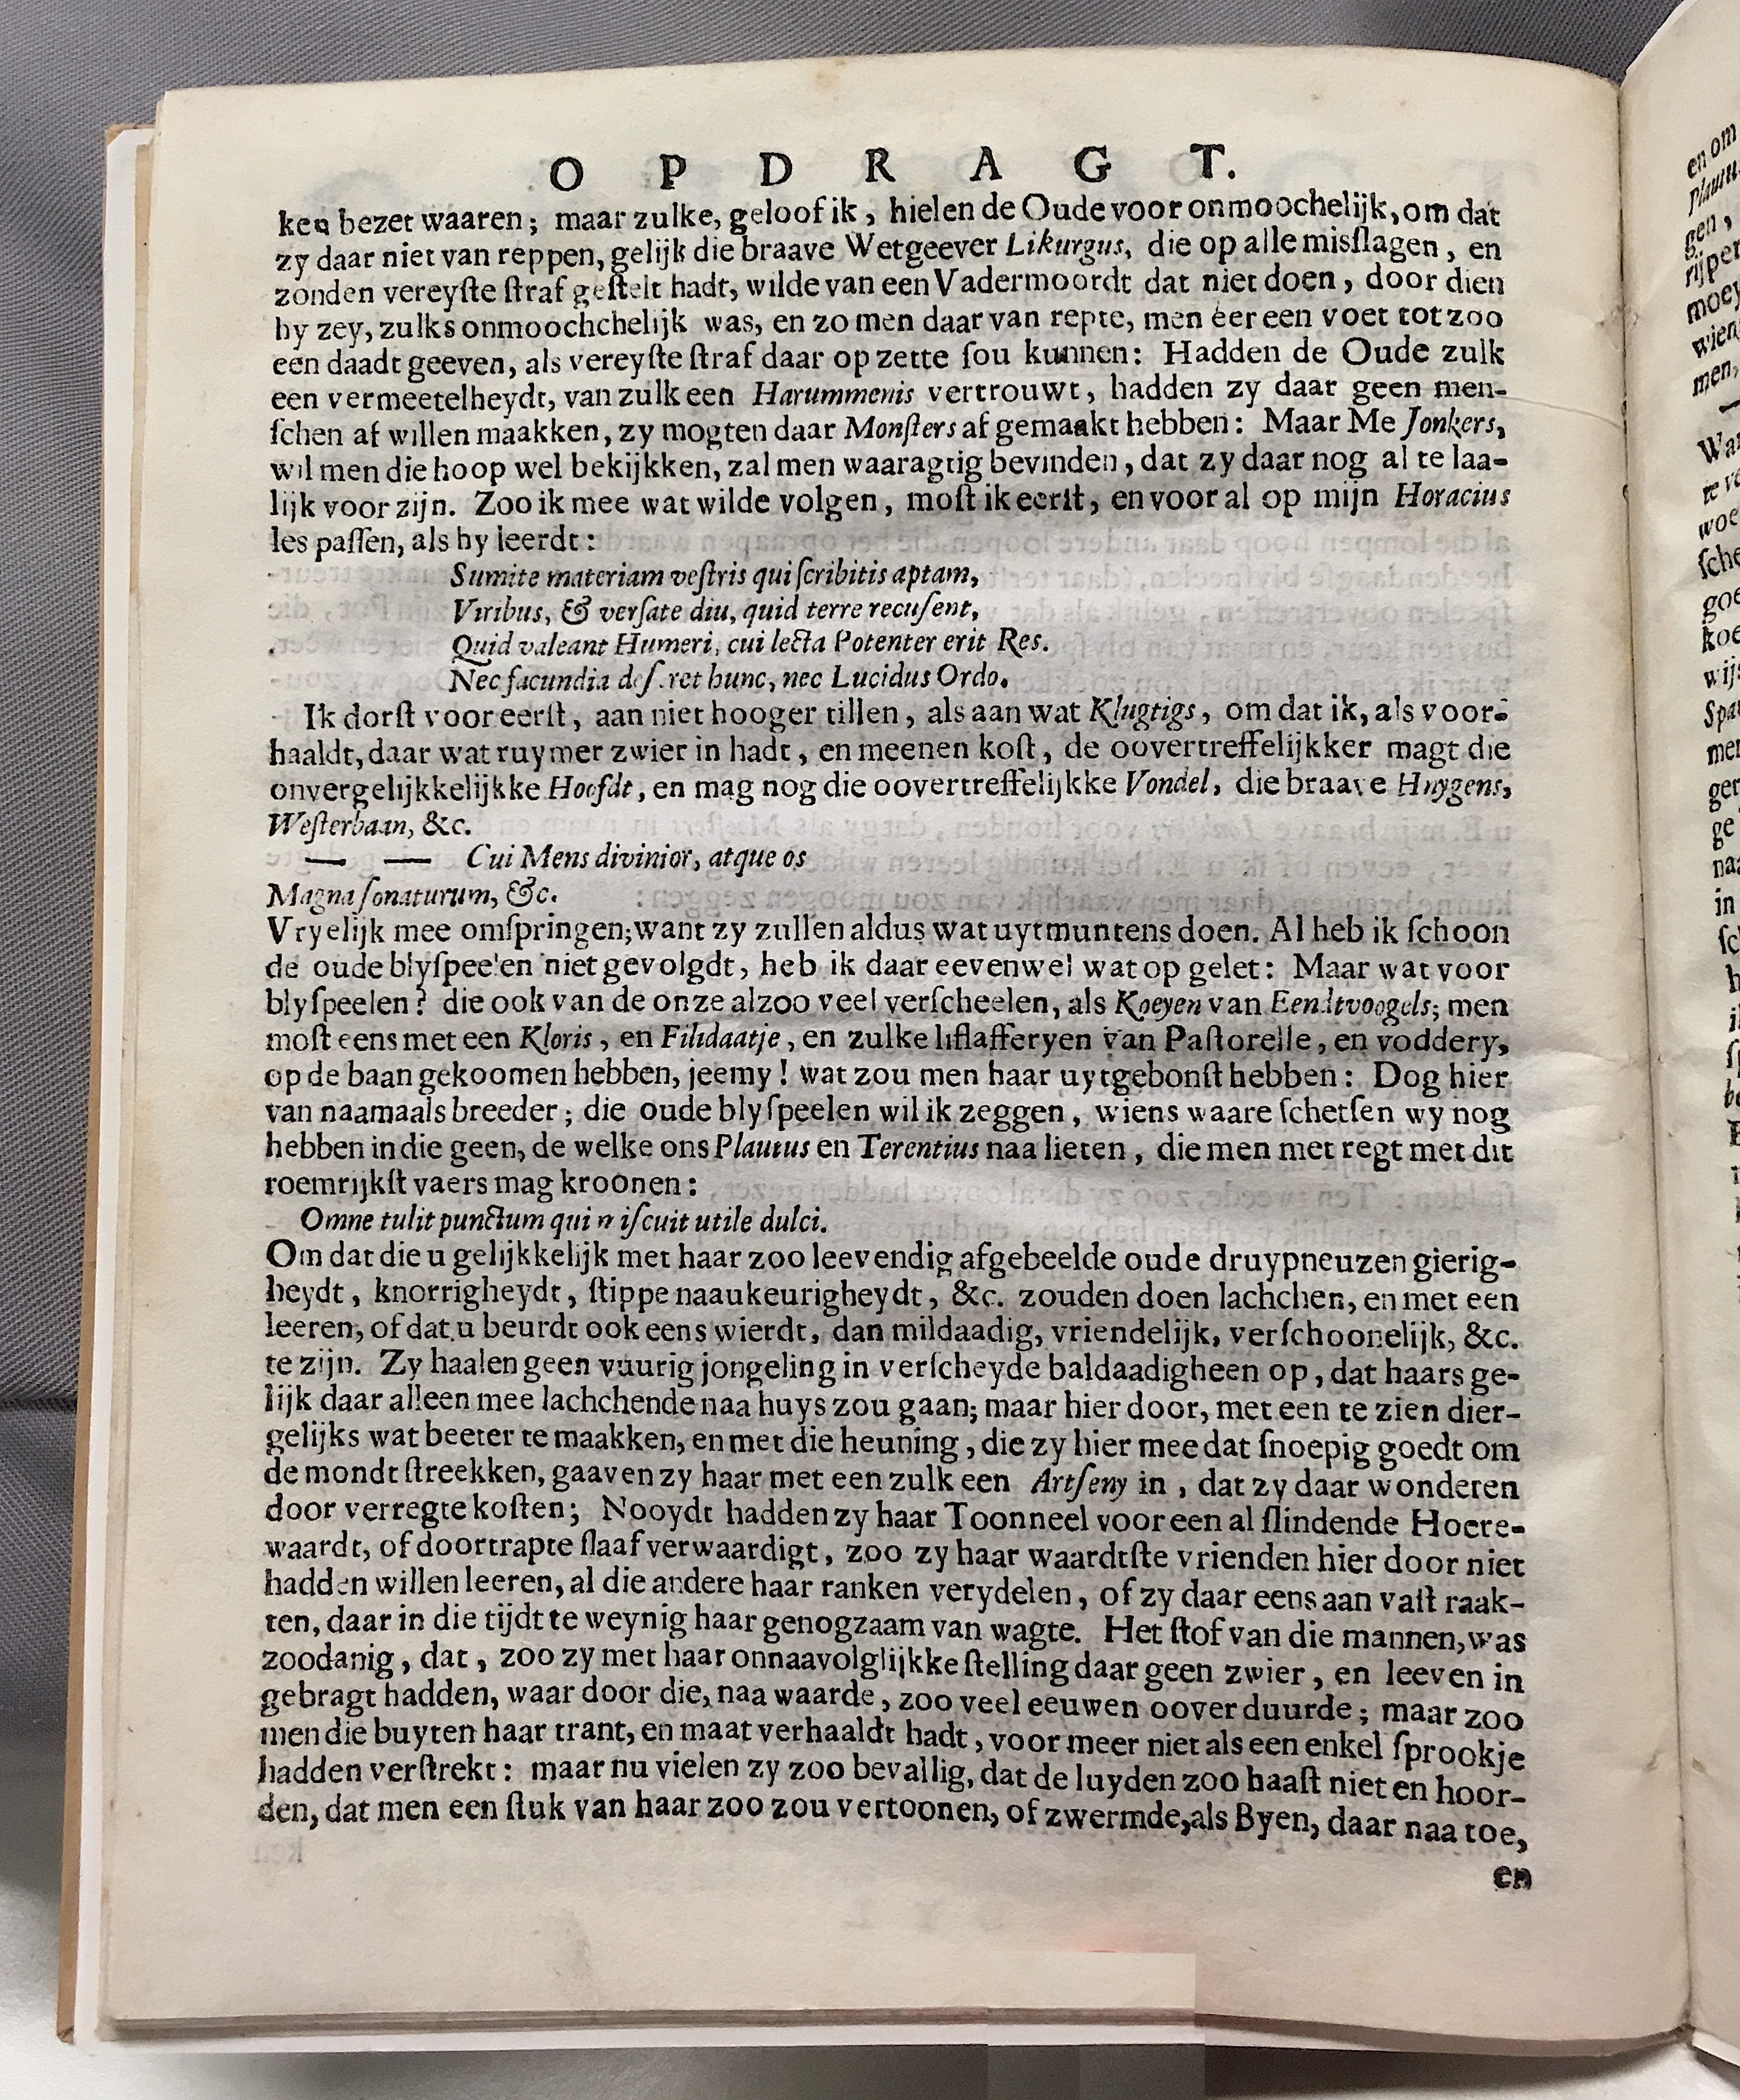 O P D R A G T.
ken bezet waaren; maar zulke, geloof ik, hielen de Oude voor onmoochelijk, om dat
zy daar niet van reppen, gelijk die braave Wetgeever Likurgus, die op alle misſlagen, en
zonden vereyſte ſtraf geſtelt hadt, wilde van een Vadermoordt dat niet doen, door dien
hy zey, zulks onmoochchelijk was, en zo men daar van repte, men éer een voet tot zoo
een daadt geeven, als vereyſte ſtraf daar op zette ſou kunnen: Hadden de Oude zulk
een vermeetelheydt, van zulk een Harummenis vertrouwt, hadden zy daar geen men-
ſchen af willen maakken, zy mogten daar Monſters af gemaakt hebben: Maar Me Jonkers,
wil men die hoop wel bekijkken, zal men waaragtig bevinden, dat zy daar nog al te laa-
lijk voor zijn. Zoo ik mee wat wilde volgen, moſt ik eerſt, en voor al op mijn Horacius
les paſſen, als hy leerdt:
Sumite materiam veſtris qui ſcribitis aptam,
Viribus, & verſate diu, quid terre recuſent,
Quid valeant Humeri, cui lecta Potenter erit Res.
Nec facundia deſ.ret hunc, nec Lucidus Ordo.
Ik dorſt voor eerſt, aan niet hooger tillen, als aan wat Klugtigs, om dat ik, als voor-
haaldt, daar wat ruymer zwier in hadt, en meenen koſt, de oovertreffelijkker magt die
onvergelijkkelijkke Hoofdt, en mag nog die oovertreffelijkke Vondel, die braave Huygens,
Weſterbaan, &c.
— — Cui Mens divinior, atque os
Magna ſonaturum, &c.
Vryelijk mee omſpringen; want zy zullen aldus wat uytmuntens doen. Al heb ik ſchoon
de oude blyſpeelen niet gevolgdt, heb ik daar eevenwel wat op gelet: Maar wat voor
blyſpeelen? die ook van de onze alzoo veel verſcheelen, als Koeyen van Eendtvoogels; men
moſt eens met een Kloris, en Filidaatje, en zulke liflafferyen van Paſtorelle, en voddery,
op de baan gekoomen hebben, jeemy! wat zou men haar uytgebonſt hebben: Dog hier
van naamaals breeder; die oude blyſpeelen wil ik zeggen, wiens waare ſchetſen wy nog
hebben in die geen, de welke ons Plautus en Terentius naa lieten, die men met regt met dit
roemrijkſt vaers mag kroonen:
Omne tulit punctum qui miſcuit utile dulci.
Om dat die u gelijkkelijk met haar zoo leevendig afgebeelde oude druypneuzen gierig-
heydt, knorrigheydt, ſtippe naaukeurigheydt, &c. zouden doen lachchen, en met een
leeren, of dat u beurdt ook eens wierdt, dan mildaadig, vriendelijk, verſchoonelijk, &c.
te zijn. Zy haalen geen vuurig jongeling in verſcheyde baldaadigheen op, dat haars ge-
lijk daar alleen mee lachchende naa huys zou gaan; maar hier door, met een te zien dier-
gelijks wat beeter te maakken, en met die heuning, die zy hier mee dat ſnoepig goedt om
de mondt ſtreekken, gaaven zy haar met een zulk een Artſeny in, dat zy daar wonderen
door verregte koſten; Nooydt hadden zy haar Toonneel voor een al ſlindende Hoere-
waardt, of doortrapte ſlaaf verwaardigt, zoo zy haar waardtſte vrienden hier door niet
hadden willen leeren, al die andere haar ranken verydelen, of zy daar eens aan vaſt raak-
ten, daar in die tijdt te weynig haar genogzaam van wagte. Het ſtof van die mannen, was
zoodanig, dat, zoo zy met haar onnaavolglijkke ſtelling daar geen zwier, en leeven in
gebragt hadden, waar door die, naa waarde, zoo veel eeuwen oover duurde; maar zoo
men die buyten haar trant, en maat verhaaldt hadt, voor meer niet als een enkel ſprookje
hadden verſtrekt: maar nu vielen zy zoo bevallig, dat de luyden zoo haaſt niet en hoor-
den, dat men een ſtuk van haar zoo zou vertoonen, of zwermde, als Byen, daar naa toe,
en